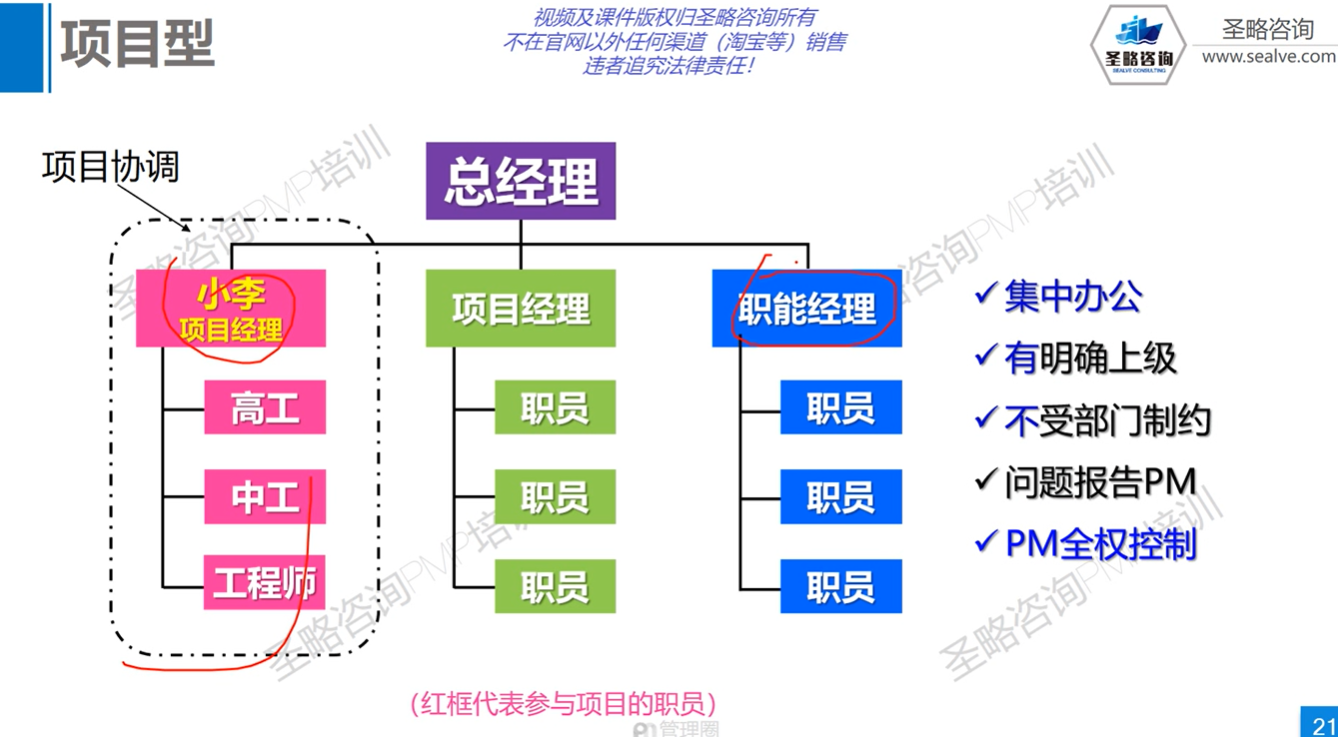 项目型
视频及课件版权归圣略咨询所有
不在官网以外任何渠道（淘宝等）销售
违者追究法律责任！
圣略咨询
SEALVE CONSULTING
圣略咨询
www.sealve.com
项目协调
总经理
小李
项目经理
项目经理
职能经理
高工
职员
职员
中工
职员
职员
工程师
职员
职员
✓集中办公
✓有明确上级
✓不受部门制约
✓问题报告PM
✓PM全权控制
圣略咨询PMP培训
圣略咨询PMP培训
圣略咨询PMP培训
圣略咨询PMP培训
（红框代表参与项目的职员）
管理圈
21